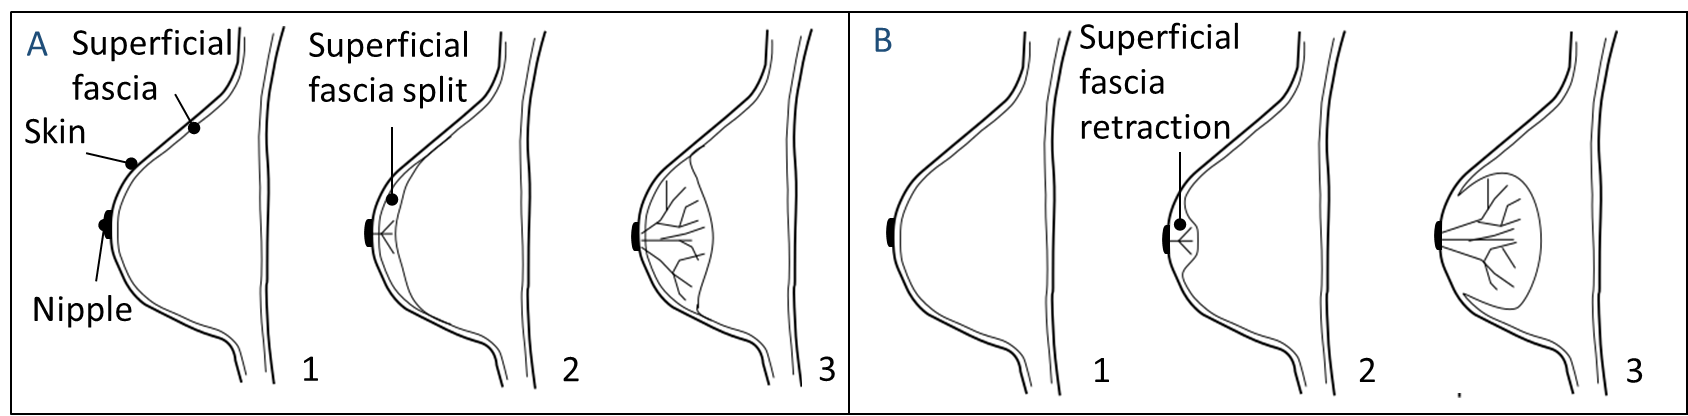 A
Superficial
fascia
Skin
Nipple
1
Superficial
fascia split
2
3
B
1
Superficial
fascia
retraction
2
3